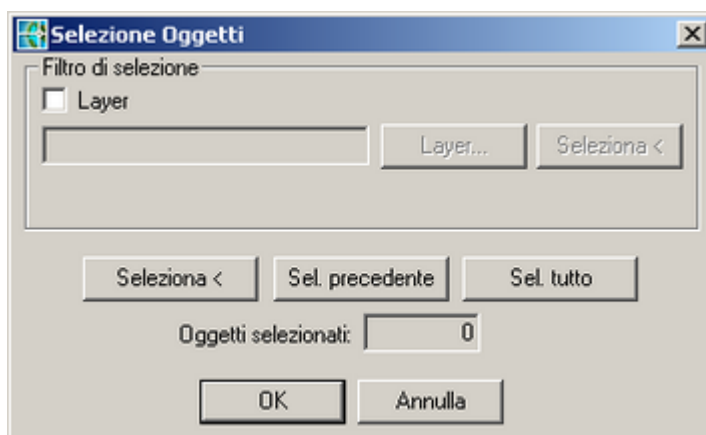 Selezione Oggetti
Filtro di selezione
Layer
Layer... Seleziona <
Seleziona < Sel. precedente Sel. tutto
Oggetti selezionati: 0
OK Annulla